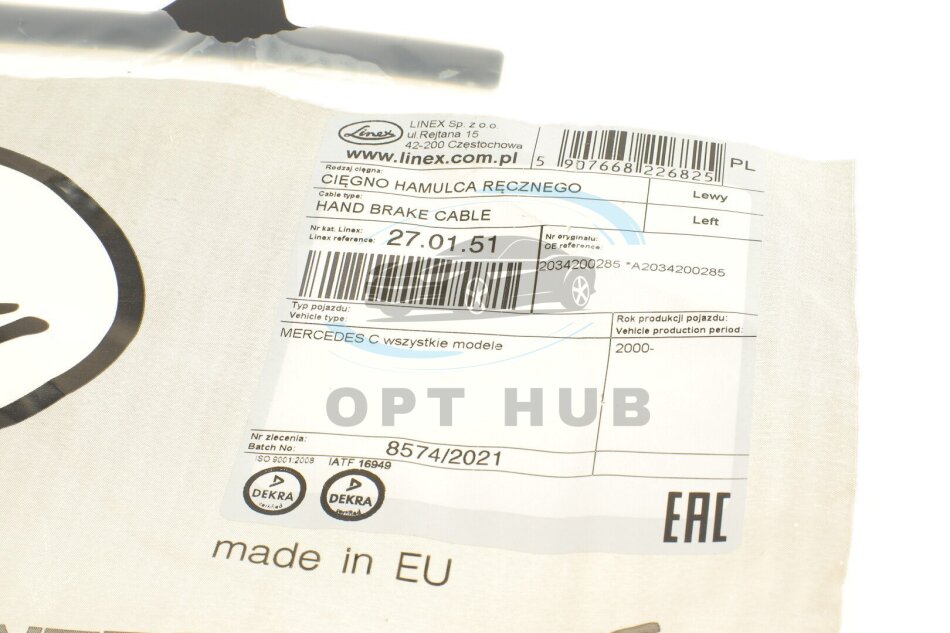 Linex
LINEX Sp. z o.o.
ul.Rejtana 15
42-200 Częstochowa
www.linex.com.pl
5 907668 226825
PL
Rodzaj cięgna:
CIĘGNO HAMULCA RĘCZNEGO
Lewy
Cable type:
HAND BRAKE CABLE
Left
Nr kat. Linex:
Linex reference:
27.01.51
Nr oryginału:
OE reference:
2034200285 *A2034200285
Typ pojazdu:
Vehicle type:
Rok produkcji pojazdu:
Vehicle production period:
MERCEDES C wszystkie modele
2000-
OPT HUB
Nr zlecenia:
Batch No:
8574/2021
ISO 9001:2008
IATF 16949
DEKRA
certified
DEKRA
certified
EAC
made in EU